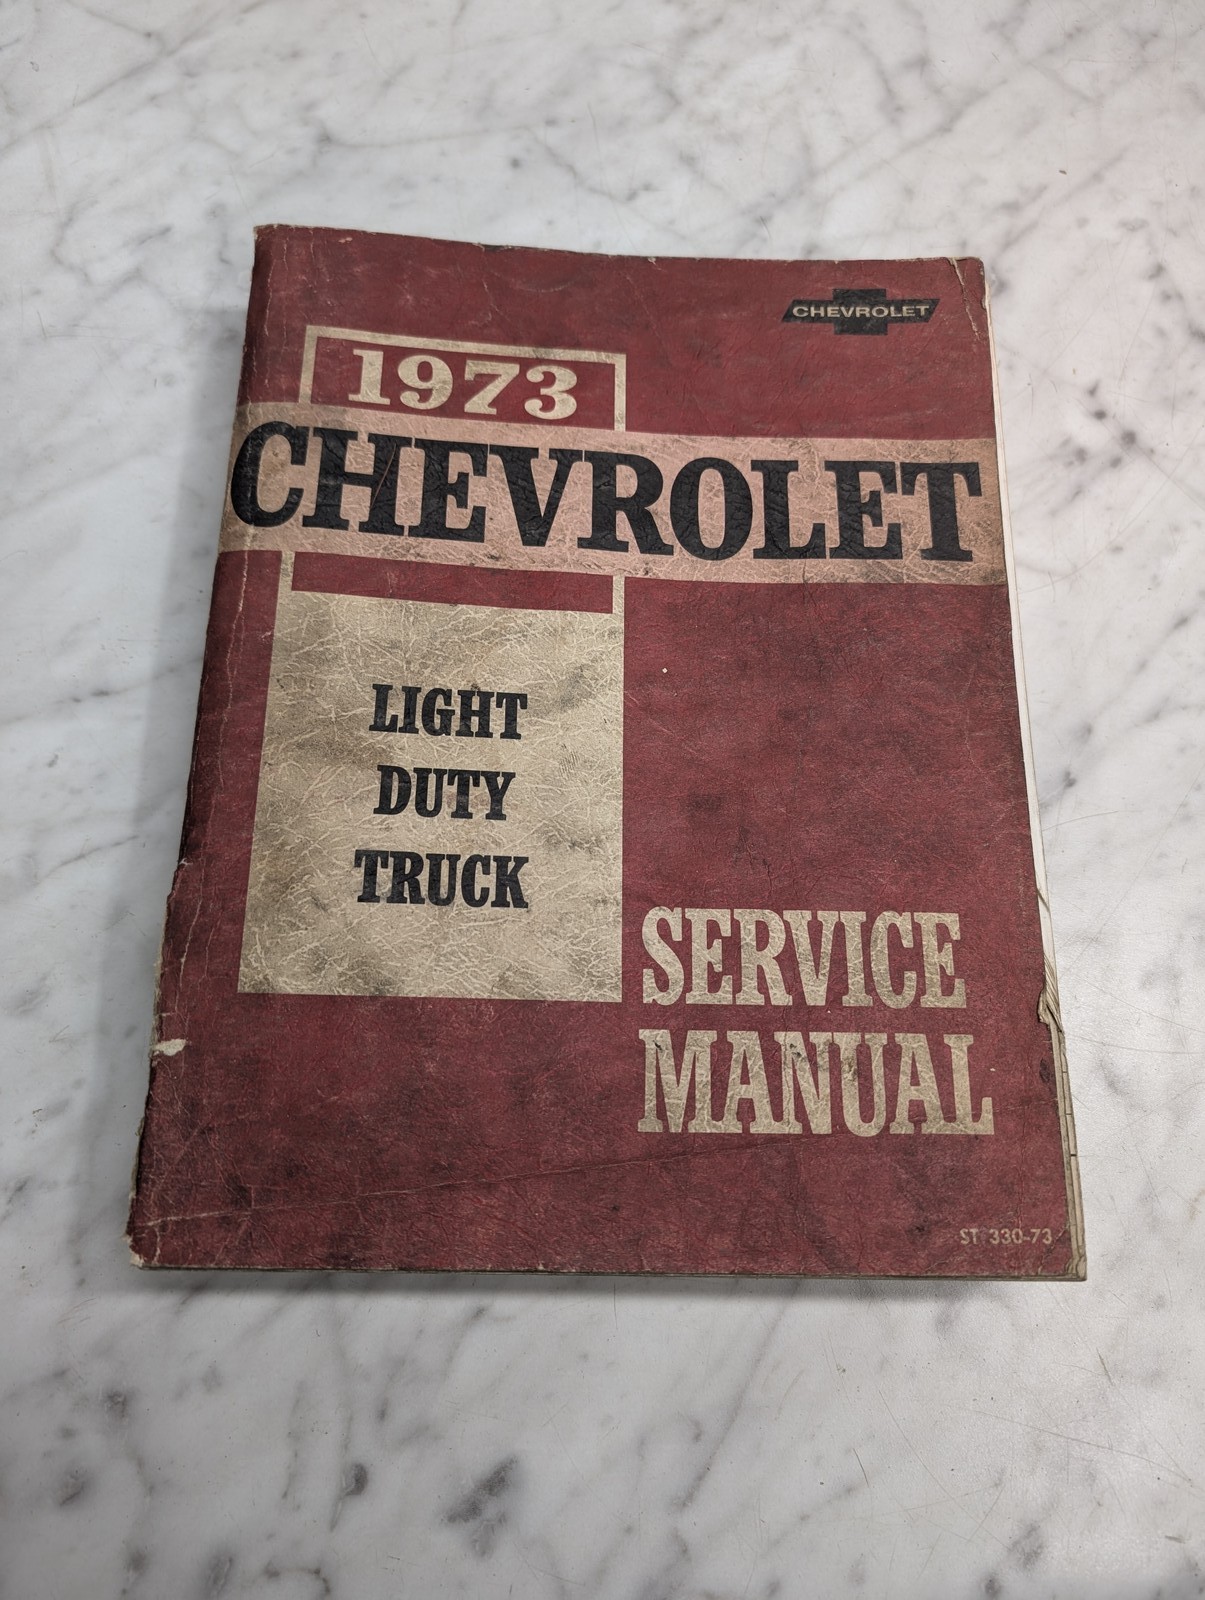 CHEVROLET
1973
CHEVROLET
LIGHT
DUTY
TRUCK
SERVICE
MANUAL
ST 330-73